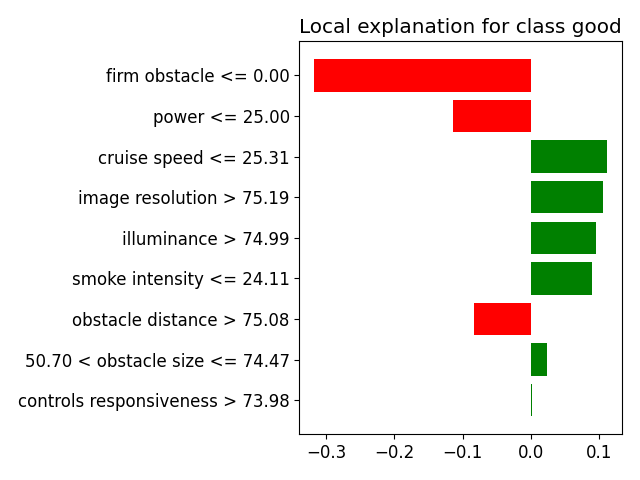 Local explanation for class good
firm obstacle <= 0.00
power <= 25.00
cruise speed <= 25.31
image resolution > 75.19
illuminance > 74.99
smoke intensity <= 24.11
obstacle distance > 75.08
50.70 < obstacle size <= 74.47
controls responsiveness > 73.98
−0.3 −0.2 −0.1 0.0 0.1